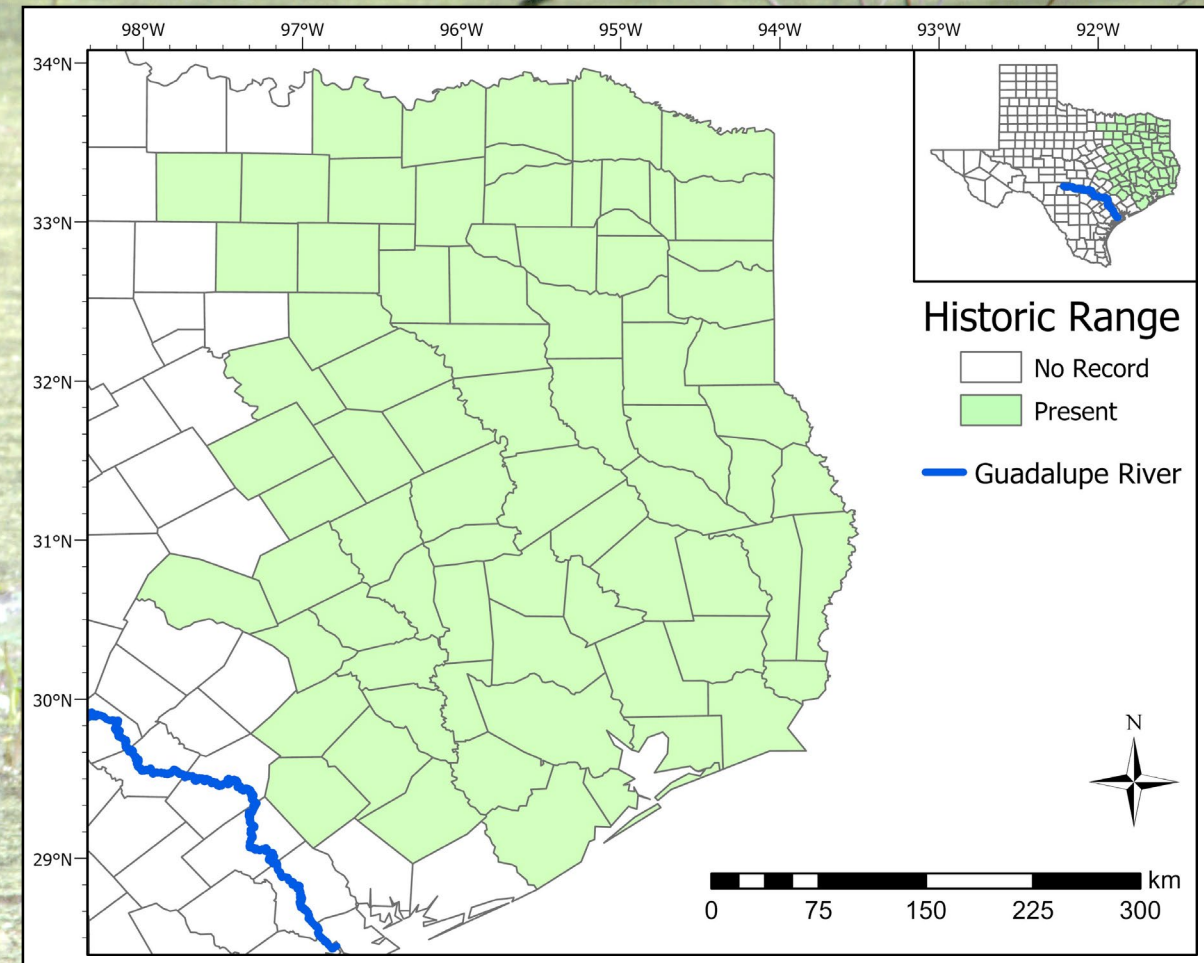 98°W 97°W 96°W 95°W 94°W 93°W 92°W
34°N
33°N
32°N
31°N
30°N
29°N
Historic Range
No Record
Present
Guadalupe River
N
km
0 75 150 225 300